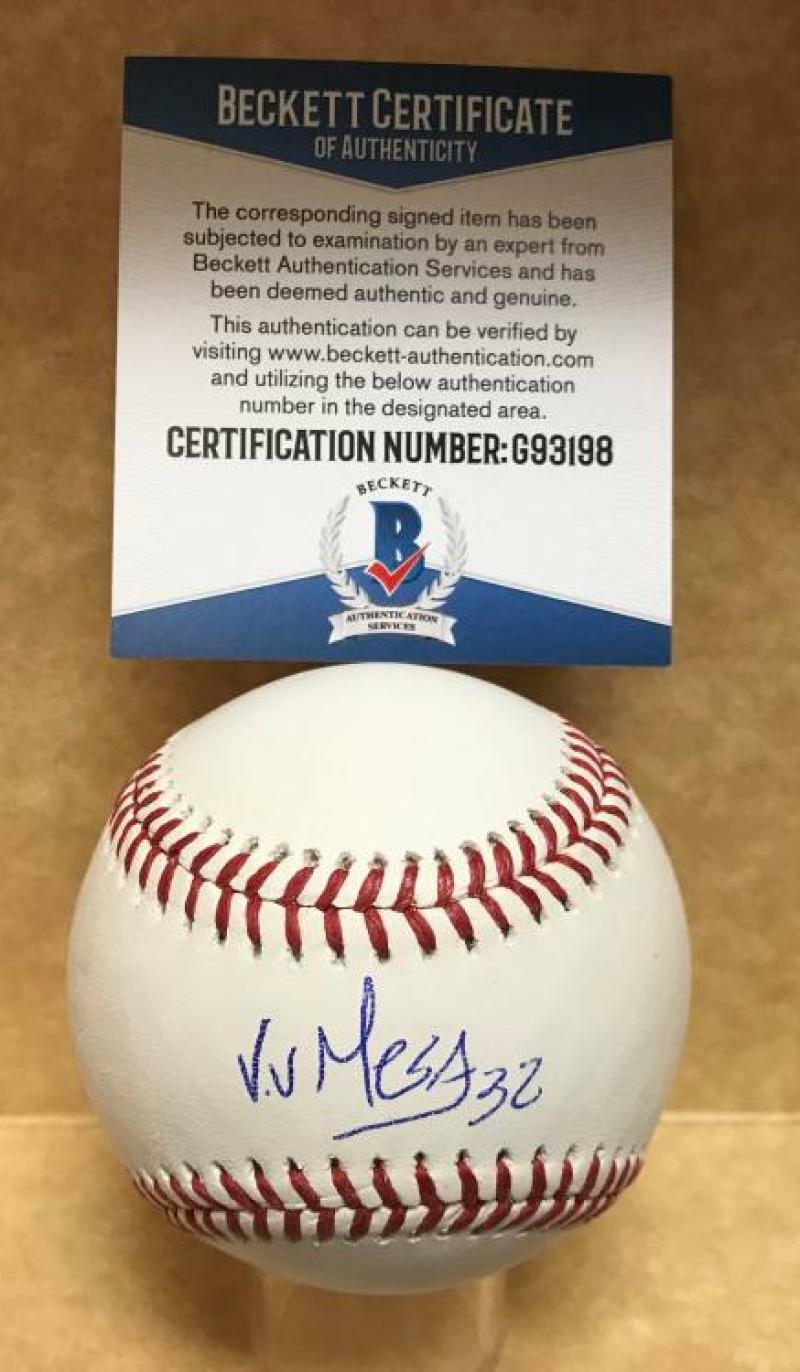 BECKETT CERTIFICATE
OF AUTHENTICITY
The corresponding signed item has been
subjected to examination by an expert from
Beckett Authentication Services and has
been deemed authentic and genuine.
This authentication can be verified by
visiting www.beckett-authentication.com
and utilizing the below authentication
number in the designated area.
CERTIFICATION NUMBER:G93198
BECKETT
B
AUTHENTICATION
SERVICES
V.V Mesa 32